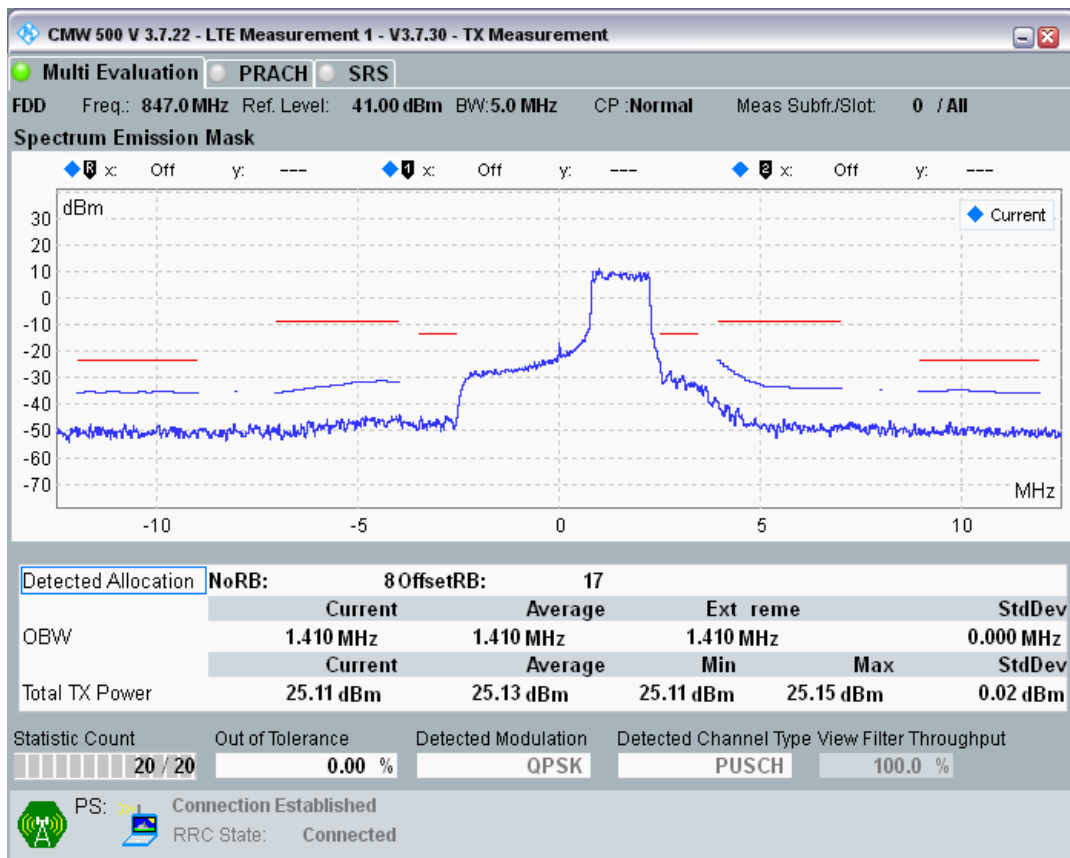 CMW 500 V 3.7.22 - LTE Measurement 1 - V3.7.30 - TX Measurement
Multi Evaluation PRACH SRS
FDD Freq.: 847.0 MHz Ref. Level: 41.00 dBm BW:5.0 MHz CP :Normal Meas Subfr./Slot: 0 / All
Spectrum Emission Mask
R x: Off y: --- 1 x: Off y: --- 2 x: Off y: ---
dBm
Current
30
20
10
0
-10
-20
-30
-40
-50
-60
-70
MHz
-10 -5 0 5 10
Detected Allocation NoRB: 8 OffsetRB: 17
Current Average Ext reme StdDev
OBW 1.410 MHz 1.410 MHz 1.410 MHz 0.000 MHz
Current Average Min Max StdDev
Total TX Power 25.11 dBm 25.13 dBm 25.11 dBm 25.15 dBm 0.02 dBm
Statistic Count Out of Tolerance Detected Modulation Detected Channel Type View Filter Throughput
20 / 20 0.00 % QPSK PUSCH 100.0 %
PS: Connection Established
RRC State: Connected